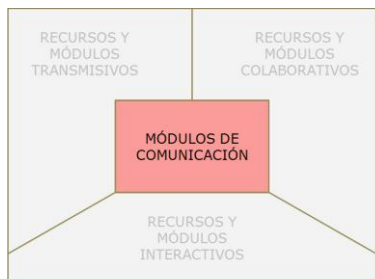 RECURSOS Y
MÓDULOS
TRANSMISIVOS
RECURSOS Y
MÓDULOS
COLABORATIVOS
MÓDULOS DE
COMUNICACIÓN
RECURSOS Y
MÓDULOS
INTERACTIVOS